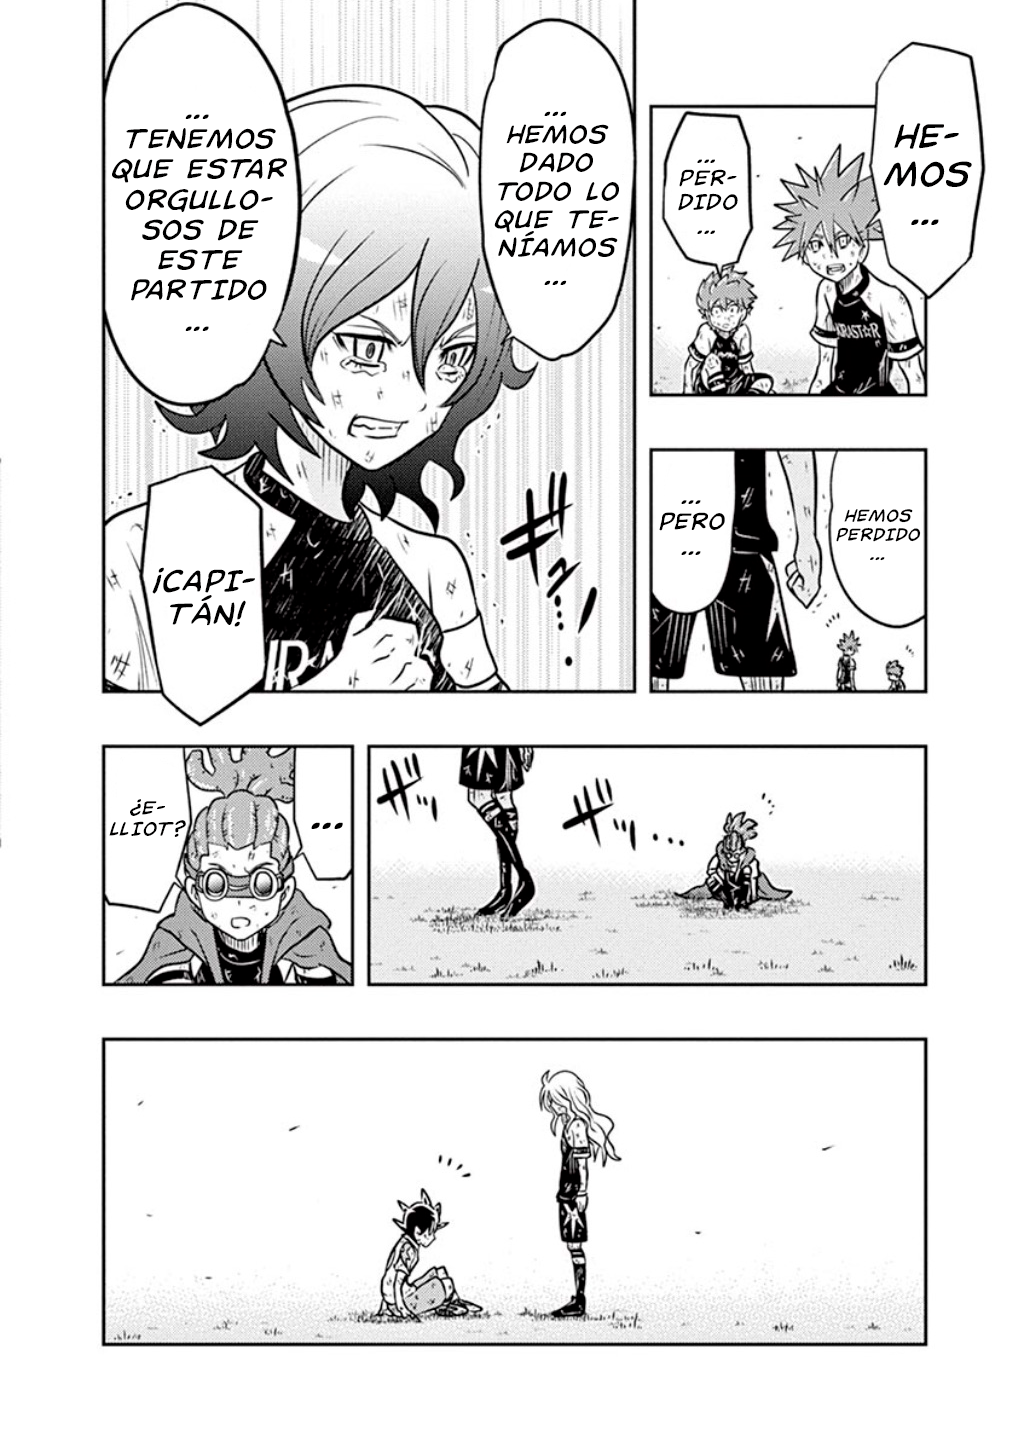 HE-
MOS
...
...
PER-
DIDO
...
RASTAR
HEMOS
PERDIDO
...
...
PERO
...
...
HEMOS
DADO
TODO LO
QUE TE-
NÍAMOS
...
...
TENEMOS
QUE ESTAR
ORGULLO-
SOS DE
ESTE
PARTIDO
...
¡CAPI-
TÁN!
...
¿E-
LLIOT?